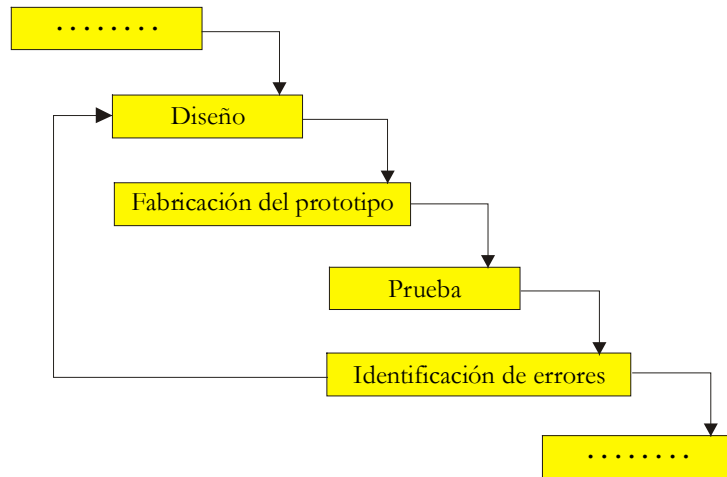 ........
Diseño
Fabricación del prototipo
Prueba
Identificación de errores
........